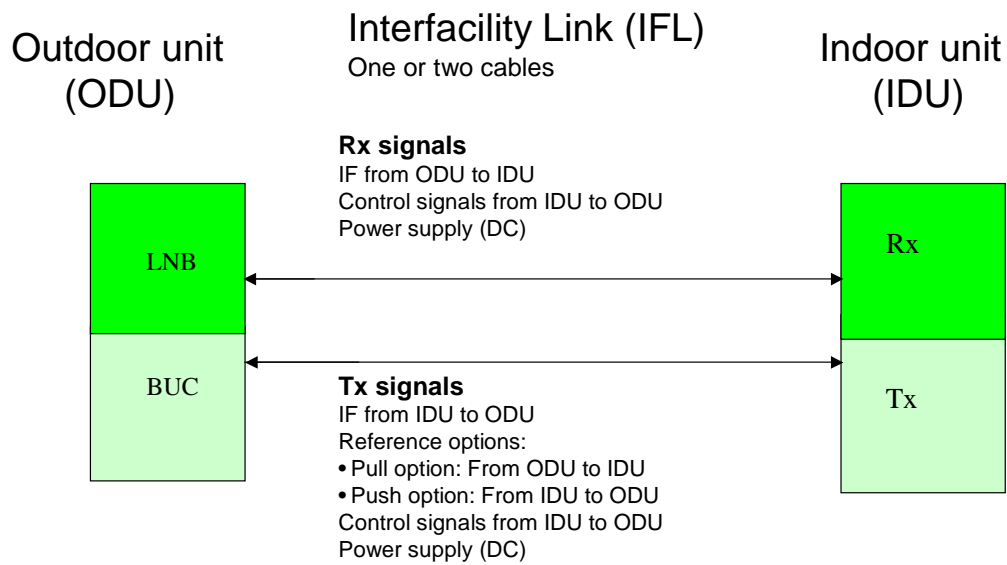 Outdoor unit
(ODU)
Interfacility Link (IFL)
One or two cables
Indoor unit
(IDU)
Rx signals
IF from ODU to IDU
Control signals from IDU to ODU
Power supply (DC)
LNB
Rx
BUC
Tx
Tx signals
IF from IDU to ODU
Reference options:
• Pull option: From ODU to IDU
• Push option: From IDU to ODU
Control signals from IDU to ODU
Power supply (DC)